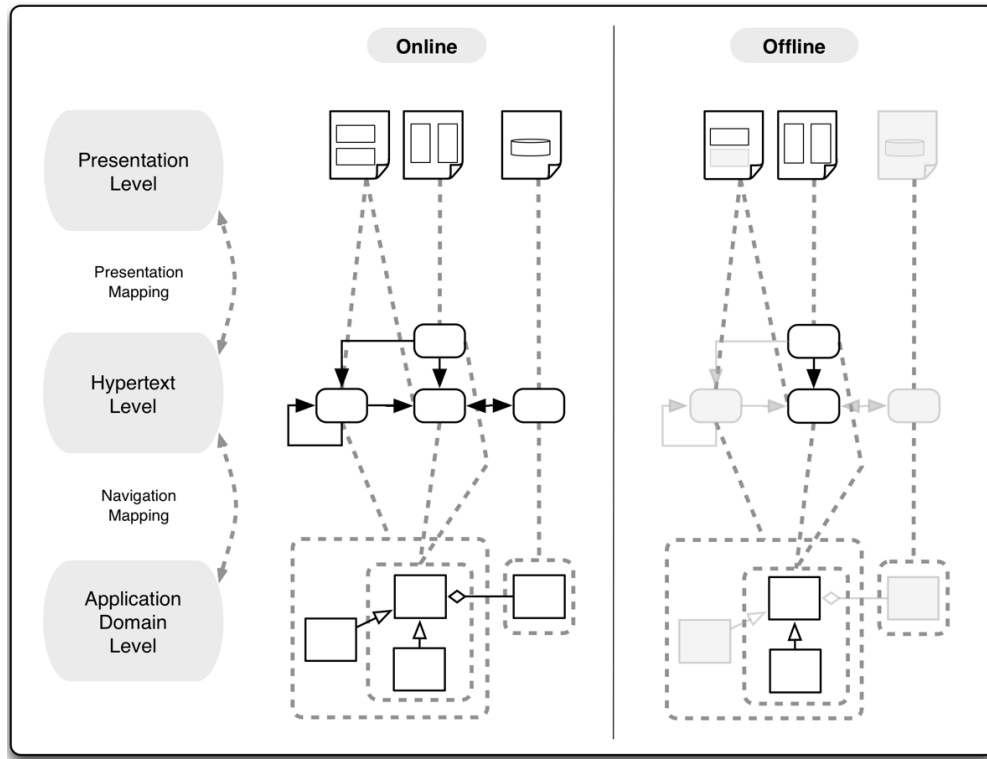 Online
Offline
Presentation
Level
Presentation
Mapping
Hypertext
Level
Navigation
Mapping
Application
Domain
Level